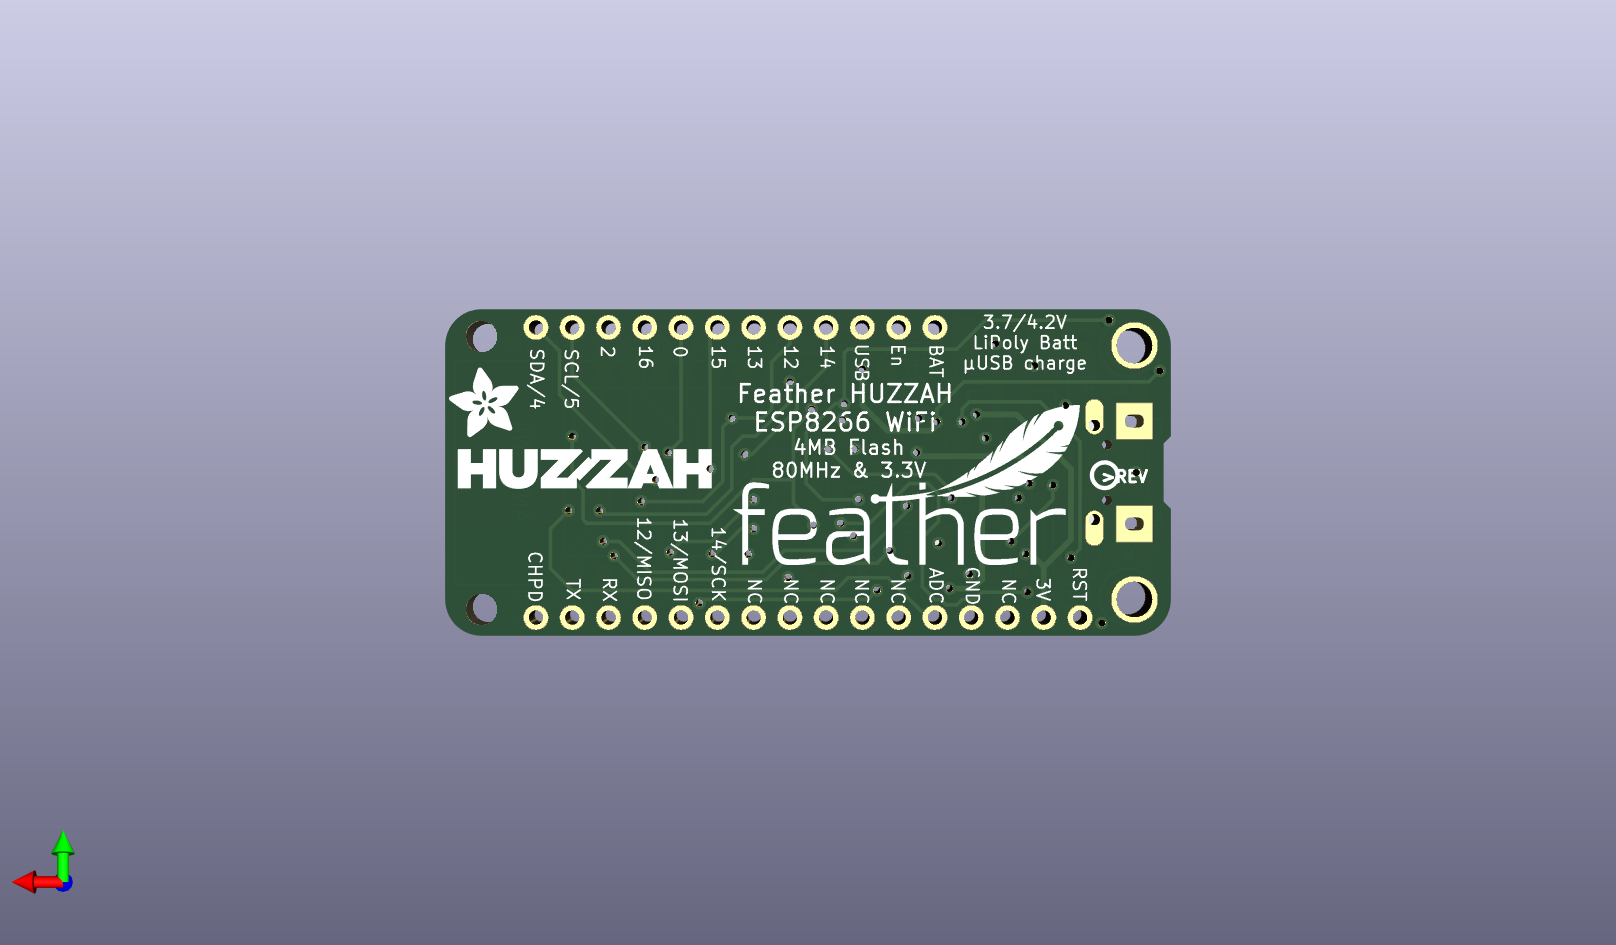 SDA/4
SCL/5
2
16
0
15
13
12
14
USB
En
BAT
3.7/4.2V
LiPoly Batt
µUSB charge
Feather HUZZAH
ESP8266 WiFi
4MB Flash
80MHz & 3.3V
HUZZAH
feather
>REV
CHPD
TX
RX
12/MISO
13/MOSI
14/SCK
NC
NC
NC
NC
NC
ADC
GND
NC
3V
RST